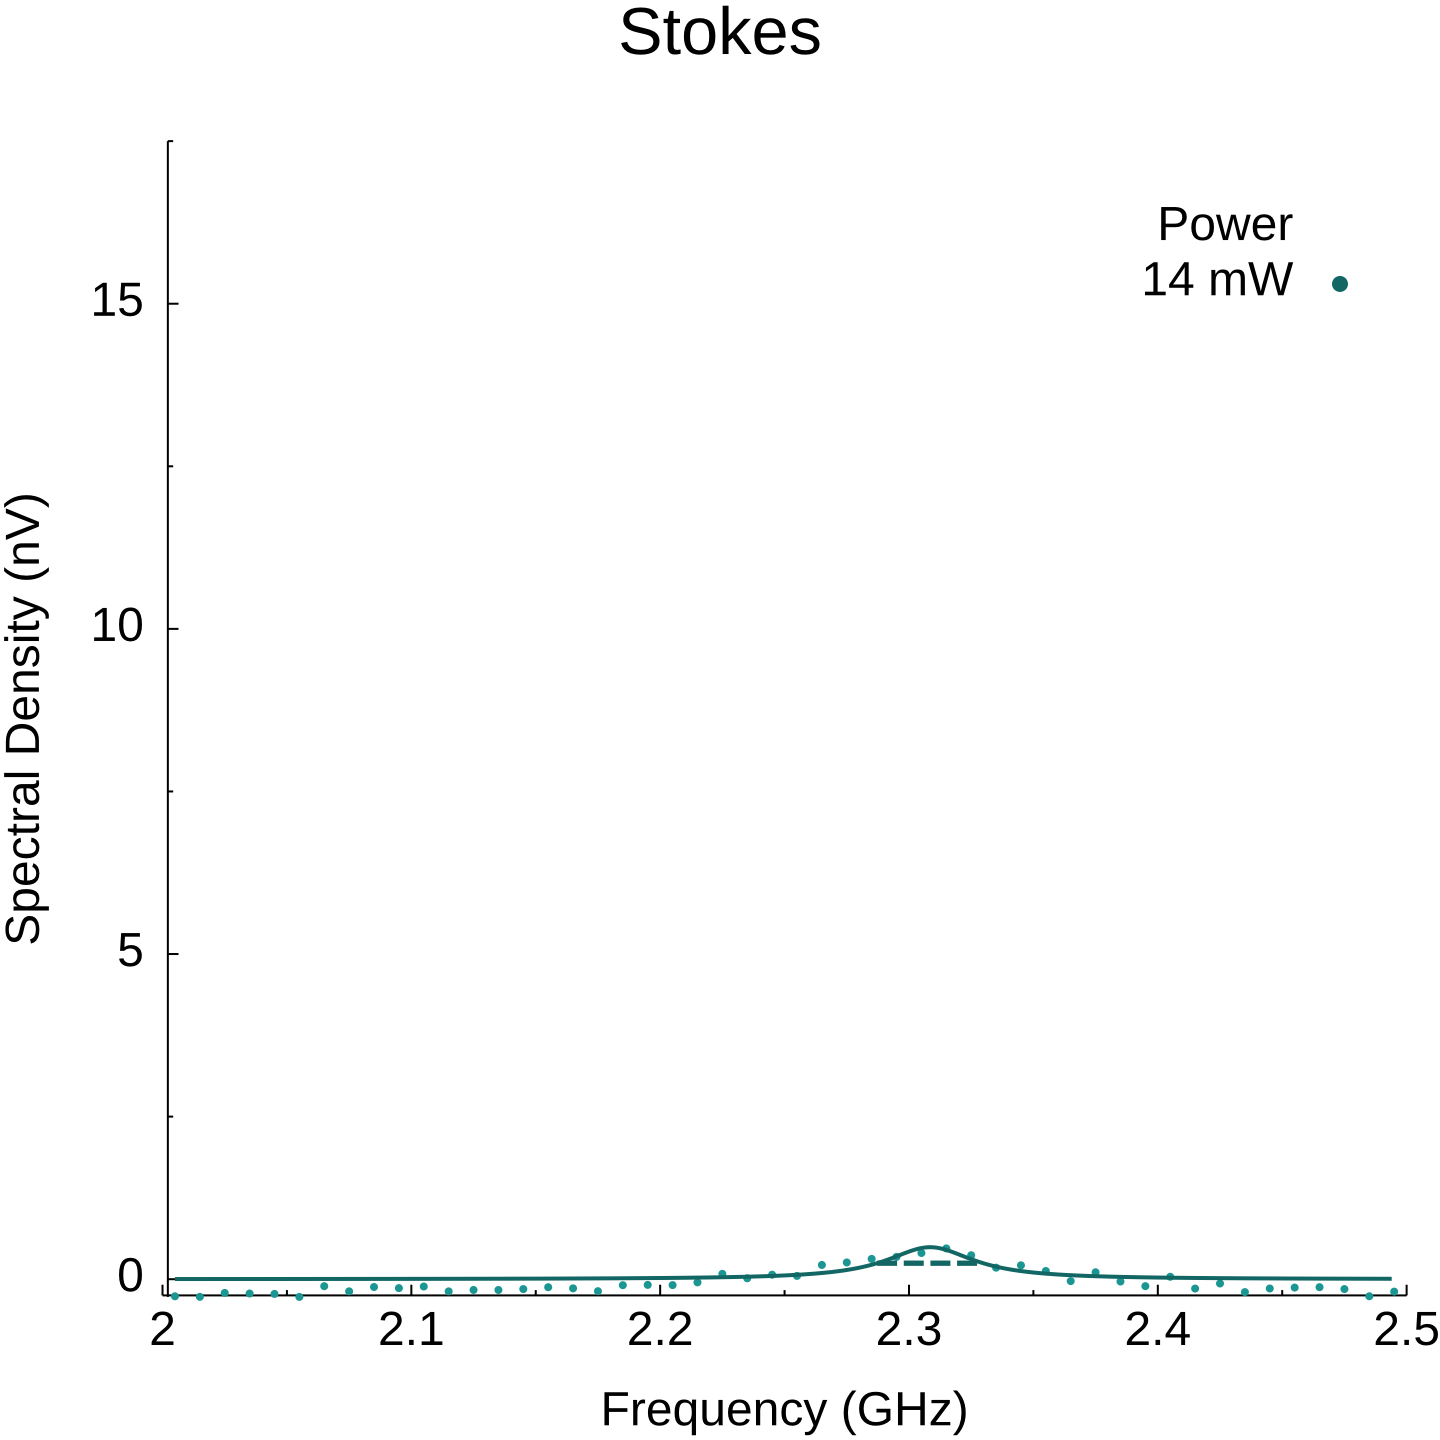 Stokes
Power
14 mW
Spectral Density (nV)
15
10
5
0
2
2.1
2.2
2.3
2.4
2.5
Frequency (GHz)